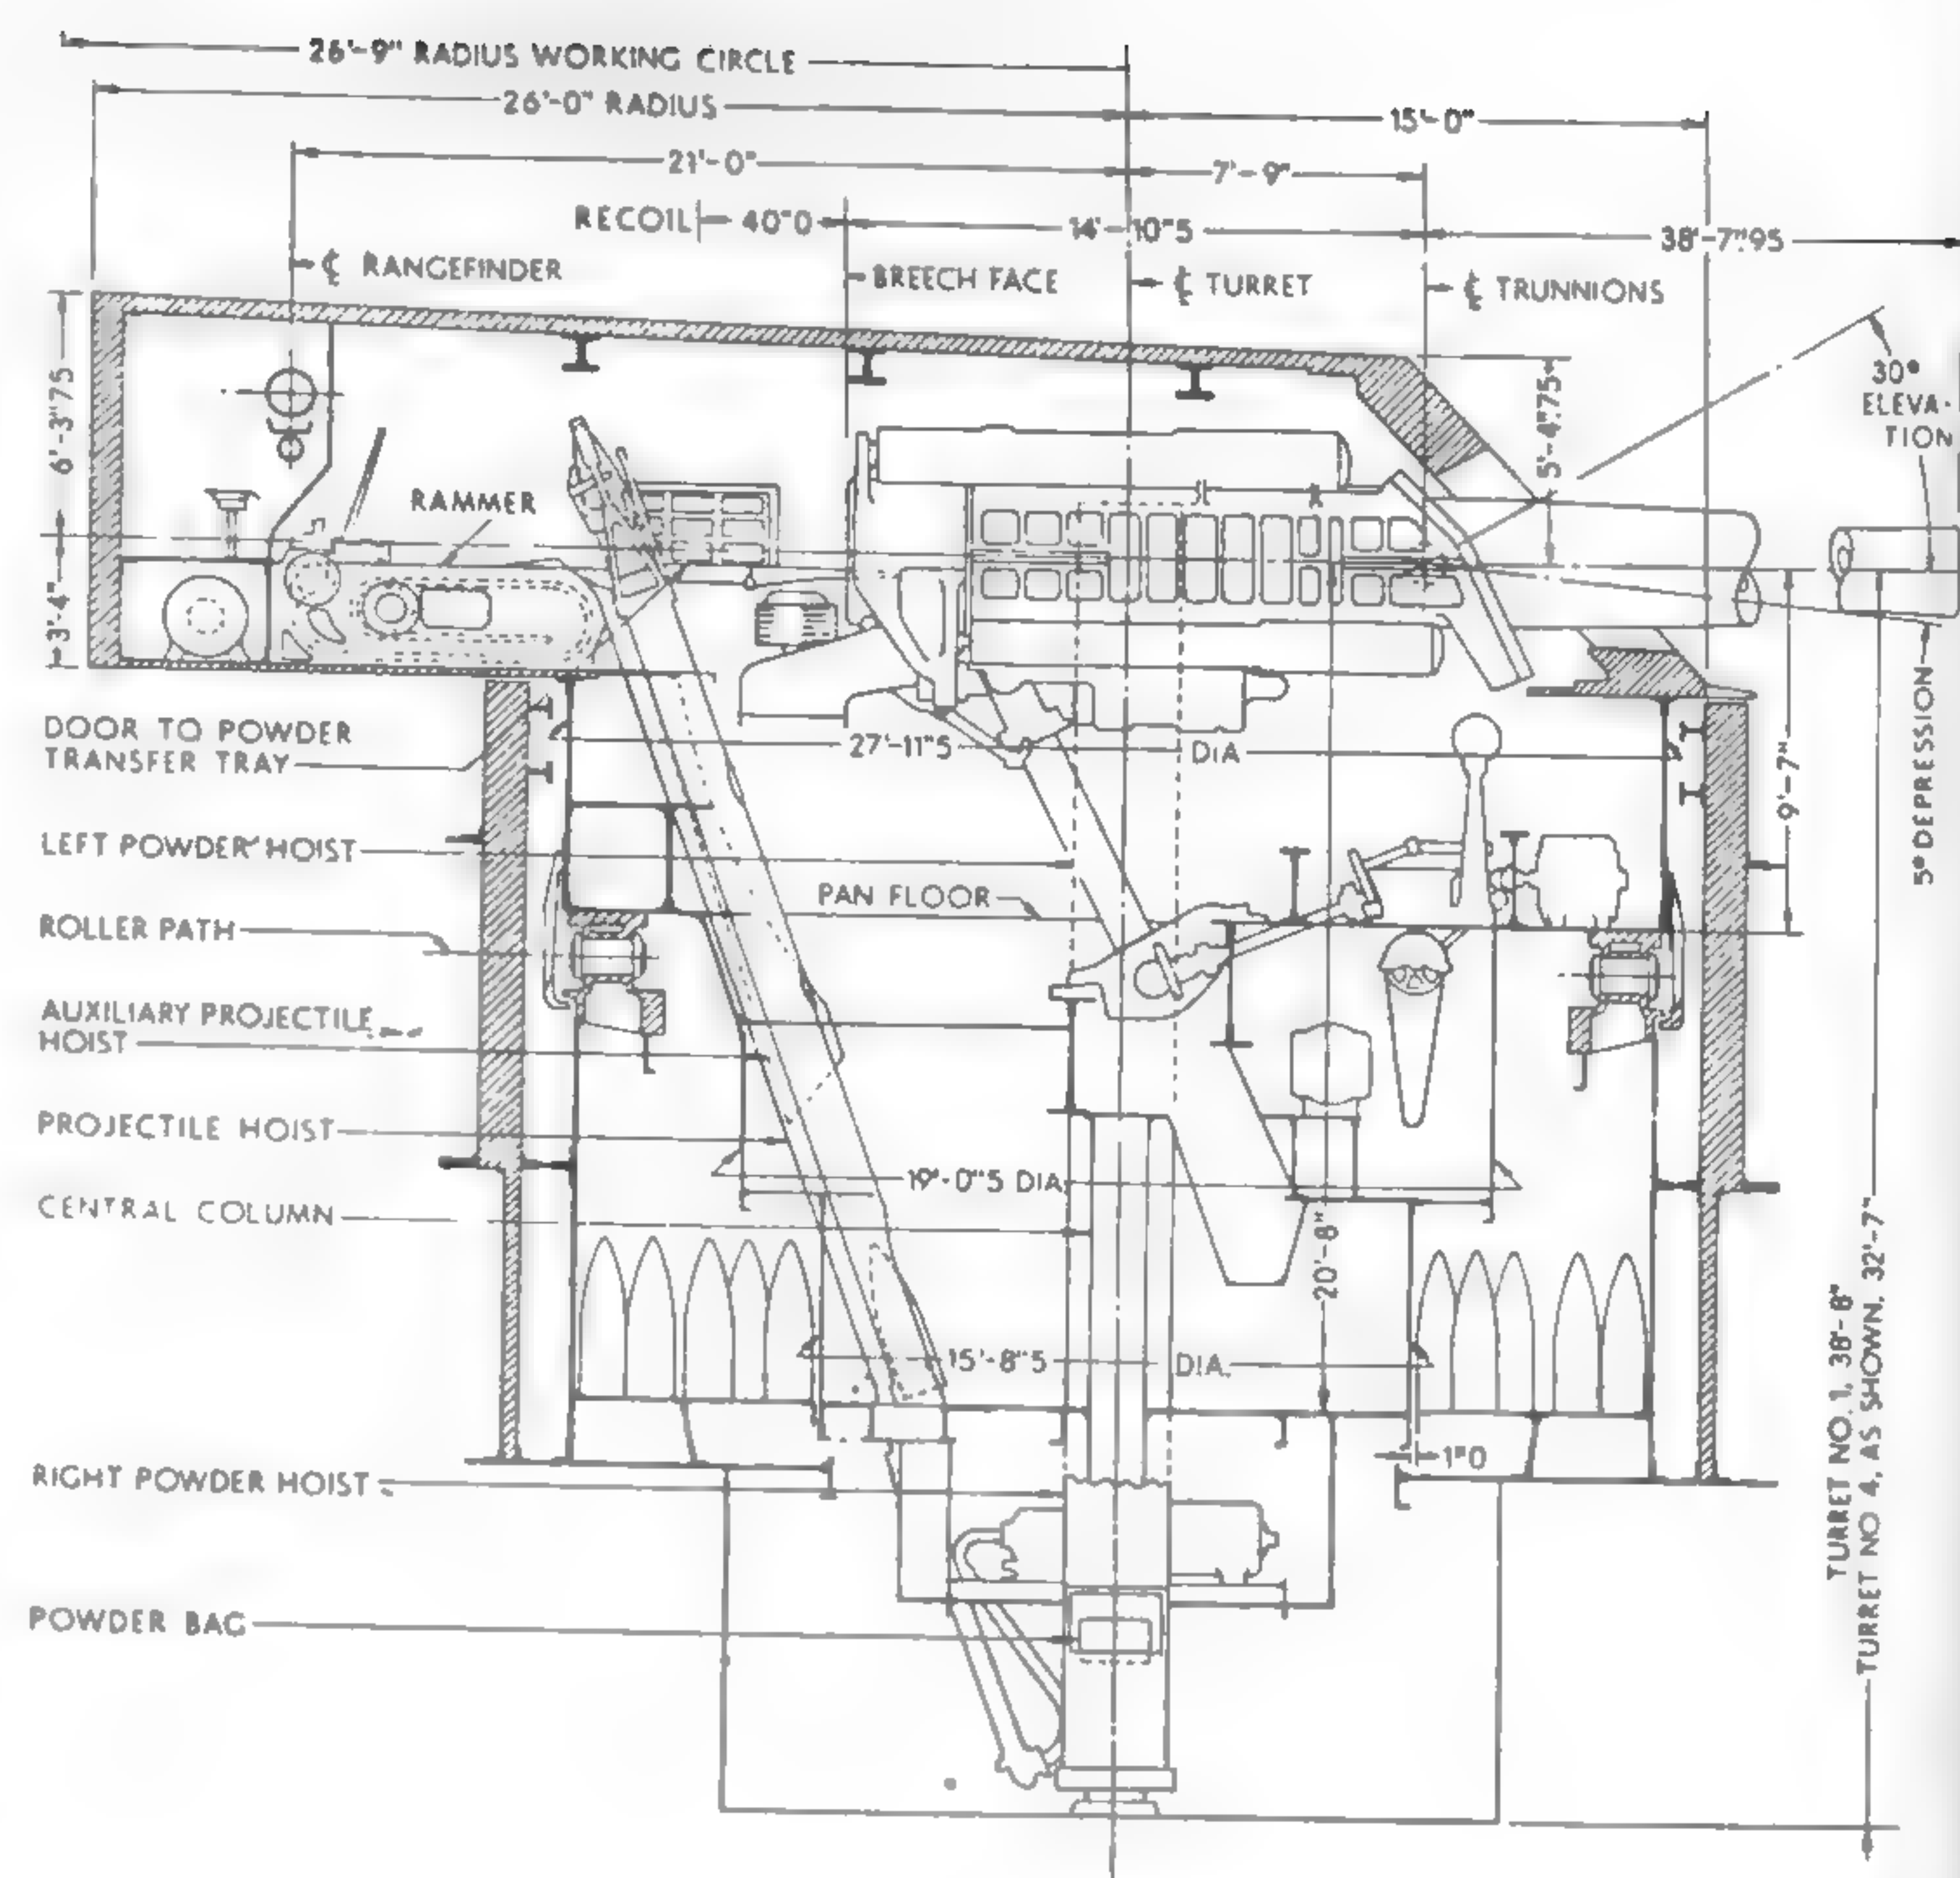 26'-9" RADIUS WORKING CIRCLE
26'-0" RADIUS
15'-0"
21'-0"
7'-9"
RECOIL 40"0
14'-10"5
38'-7"95
℄ RANGEFINDER
BREECH FACE
℄ TURRET
℄ TRUNNIONS
6'-3"75
5'-4"75
30°
ELEVA-
TION
RAMMER
3'-4"
DOOR TO POWDER
TRANSFER TRAY
27'-11"5 DIA
9'-7"
5° DEPRESSION
LEFT POWDER HOIST
PAN FLOOR
ROLLER PATH
AUXILIARY PROJECTILE
HOIST
PROJECTILE HOIST
19'-0"5 DIA
CENTRAL COLUMN
20'-8"
15'-8"5 DIA.
1"0
TURRET NO. 1, 38'-8"
TURRET NO 4, AS SHOWN, 32'-7"
RIGHT POWDER HOIST
POWDER BAG